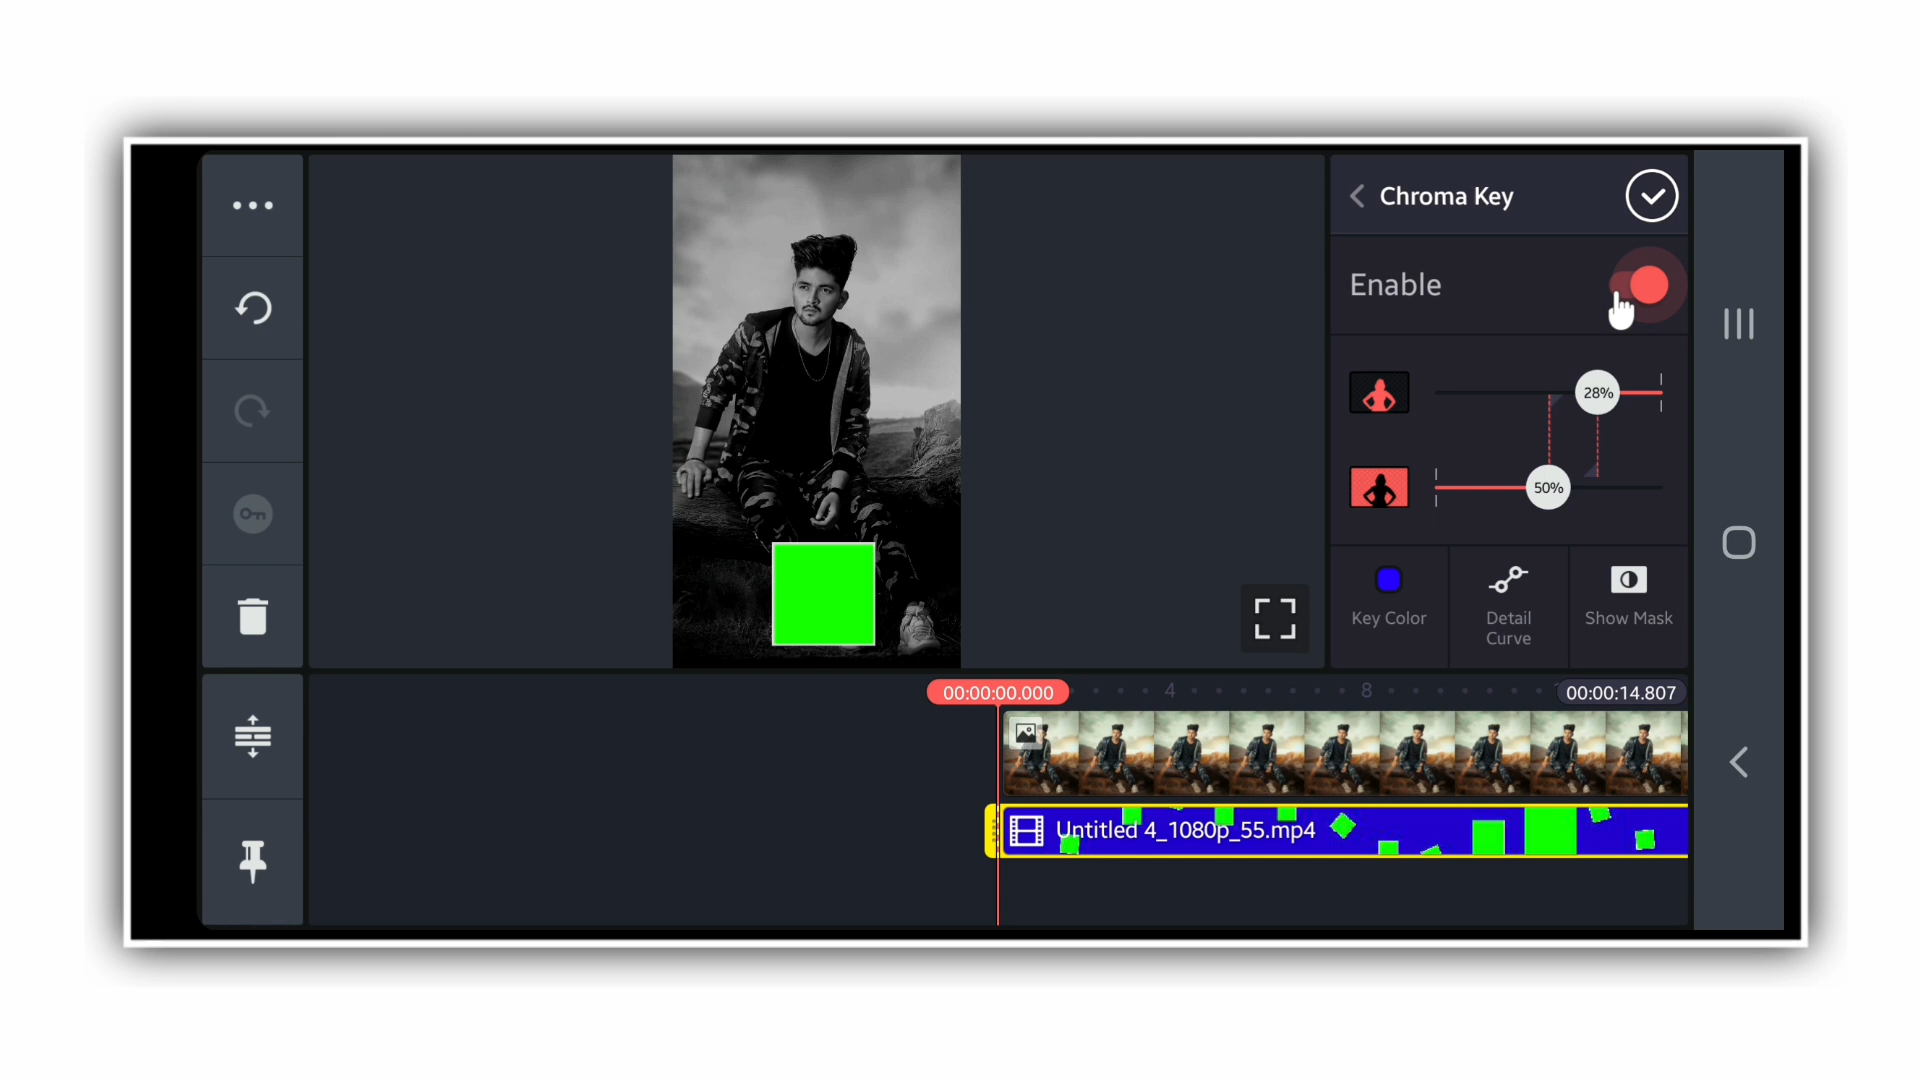 Chroma Key
Enable
28%
50%
Key Color
Detail
Curve
Show Mask
00:00:00.000
4
8
00:00:14.807
Untitled 4_1080p_55.mp4